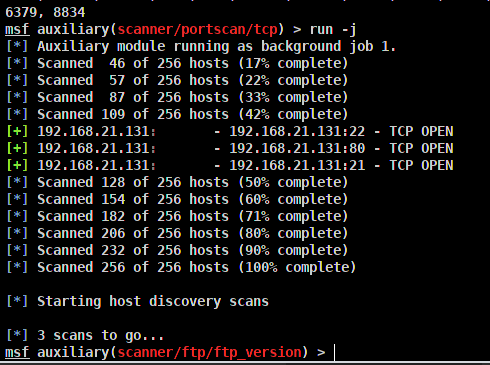 6379, 8834
msf auxiliary(scanner/portscan/tcp) > run -j
[*] Auxiliary module running as background job 1.
[*] Scanned  46 of 256 hosts (17% complete)
[*] Scanned  57 of 256 hosts (22% complete)
[*] Scanned  87 of 256 hosts (33% complete)
[*] Scanned 109 of 256 hosts (42% complete)
[+] 192.168.21.131:       - 192.168.21.131:22 - TCP OPEN
[+] 192.168.21.131:       - 192.168.21.131:80 - TCP OPEN
[+] 192.168.21.131:       - 192.168.21.131:21 - TCP OPEN
[*] Scanned 128 of 256 hosts (50% complete)
[*] Scanned 154 of 256 hosts (60% complete)
[*] Scanned 182 of 256 hosts (71% complete)
[*] Scanned 206 of 256 hosts (80% complete)
[*] Scanned 232 of 256 hosts (90% complete)
[*] Scanned 256 of 256 hosts (100% complete)
[*] Starting host discovery scans
[*] 3 scans to go...
msf auxiliary(scanner/ftp/ftp_version) >